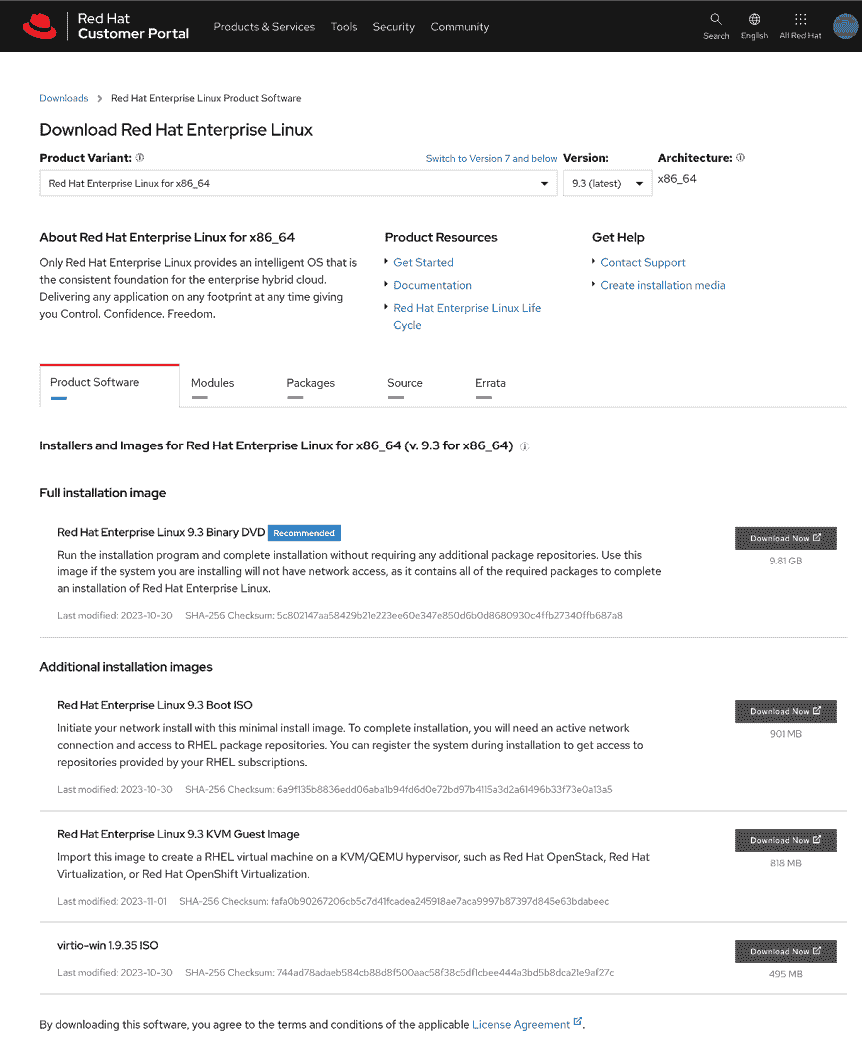 Red Hat
Customer Portal
Products & Services Tools Security Community
Search English All Red Hat
Downloads > Red Hat Enterprise Linux Product Software
Download Red Hat Enterprise Linux
Product Variant: Switch to Version 7 and below Version: Architecture:
Red Hat Enterprise Linux for x86_64 9.3 (latest) x86_64
About Red Hat Enterprise Linux for x86_64
Only Red Hat Enterprise Linux provides an intelligent OS that is
the consistent foundation for the enterprise hybrid cloud.
Delivering any application on any footprint at any time giving
you Control. Confidence. Freedom.
Product Resources
Get Started
Documentation
Red Hat Enterprise Linux Life
Cycle
Get Help
Contact Support
Create installation media
Product Software Modules Packages Source Errata
Installers and Images for Red Hat Enterprise Linux for x86_64 (v. 9.3 for x86_64)
Full installation image
Red Hat Enterprise Linux 9.3 Binary DVD Recommended
Run the installation program and complete installation without requiring any additional package repositories. Use this
image if the system you are installing will not have network access, as it contains all of the required packages to complete
an installation of Red Hat Enterprise Linux.
Last modified: 2023-10-30 SHA-256 Checksum: 5c802147aa58429b21e223ee60e347e850d6b0d8680930c4ffb27340ffb687a8
Download Now
9.81 GB
Additional installation images
Red Hat Enterprise Linux 9.3 Boot ISO
Initiate your network install with this minimal install image. To complete installation, you will need an active network
connection and access to RHEL package repositories. You can register the system during installation to get access to
repositories provided by your RHEL subscriptions.
Last modified: 2023-10-30 SHA-256 Checksum: 6a9f135b8836edd06aba1b94fd6d0e72bd97b4115a3d2a61496b33f73e0a13a5
Download Now
901 MB
Red Hat Enterprise Linux 9.3 KVM Guest Image
Import this image to create a RHEL virtual machine on a KVM/QEMU hypervisor, such as Red Hat OpenStack, Red Hat
Virtualization, or Red Hat OpenShift Virtualization.
Last modified: 2023-11-01 SHA-256 Checksum: fafa0b90267206cb5c7d41fcadea245918ae7aca9997b87397d845e63bdabeec
Download Now
818 MB
virtio-win 1.9.35 ISO
Last modified: 2023-10-30 SHA-256 Checksum: 744ad78adaeb584cb88d8f500aac58f38c5df1cbee444a3bd5b8dca21e9af27c
Download Now
495 MB
By downloading this software, you agree to the terms and conditions of the applicable License Agreement.